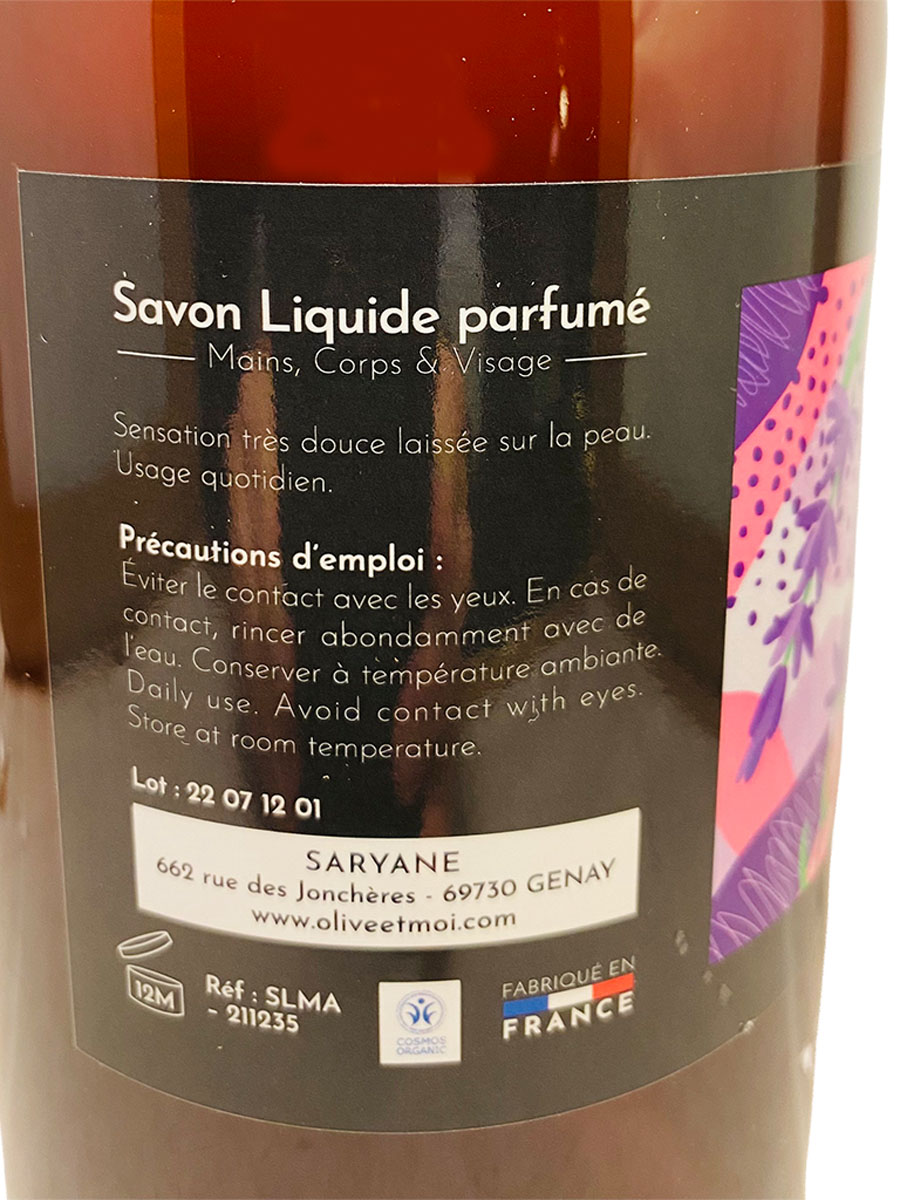 Savon Liquide parfumé
Mains, Corps & Visage
Sensation très douce laissée sur la peau.
Usage quotidien.
Précautions d'emploi :
Éviter le contact avec les yeux. En cas de
contact, rincer abondamment avec de
l'eau. Conserver à température ambiante.
Daily use. Avoid contact with eyes.
Store at room temperature.
Lot : 22 07 12 01
SARYANE
662 rue des Jonchères - 69730 GENAY
www.oliveetmoi.com
12M
Réf : SLMA
- 211235
COSMOS
ORGANIC
FABRIQUÉ EN
FRANCE